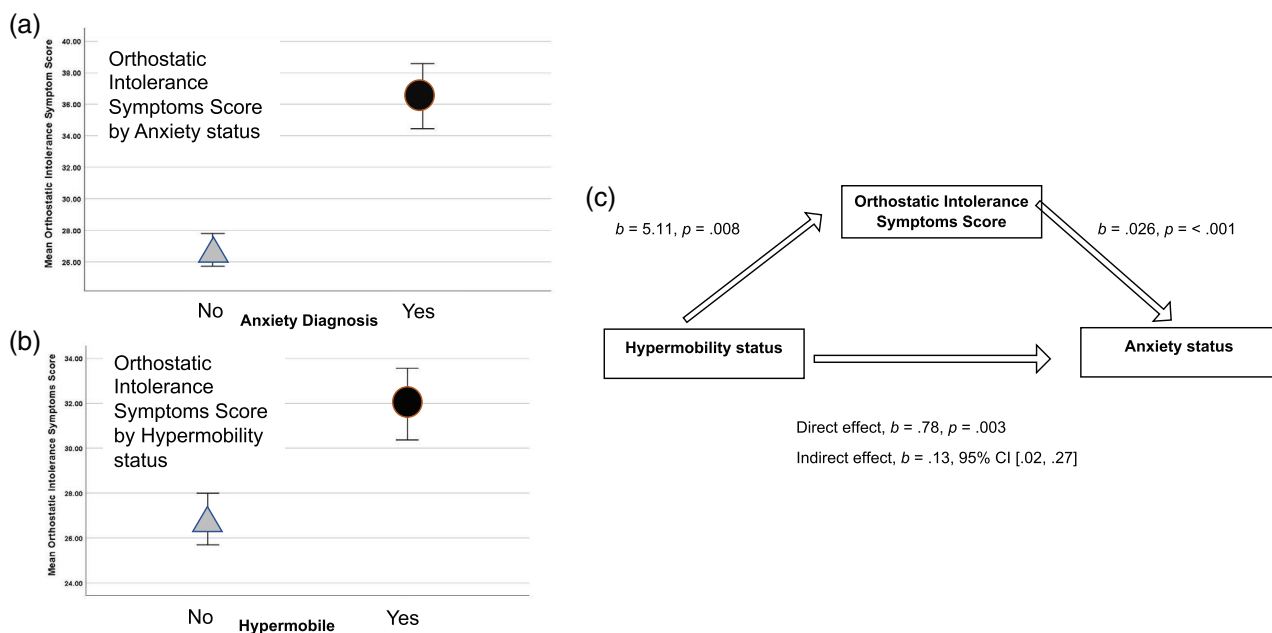 (a)
Mean Orthostatic Intolerance Symptom Score
40.00
38.00
36.00
34.00
32.00
30.00
28.00
26.00
Orthostatic
Intolerance
Symptoms Score
by Anxiety status
No
Yes
Anxiety Diagnosis
(b)
Mean Orthostatic Intolerance Symptoms Score
34.00
32.00
30.00
28.00
26.00
24.00
Orthostatic
Intolerance
Symptoms Score
by Hypermobility
status
No
Yes
Hypermobile
(c)
Orthostatic Intolerance
Symptoms Score
b = 5.11, p = .008
b = .026, p = < .001
Hypermobility status
Anxiety status
Direct effect, b = .78, p = .003
Indirect effect, b = .13, 95% CI [.02, .27]